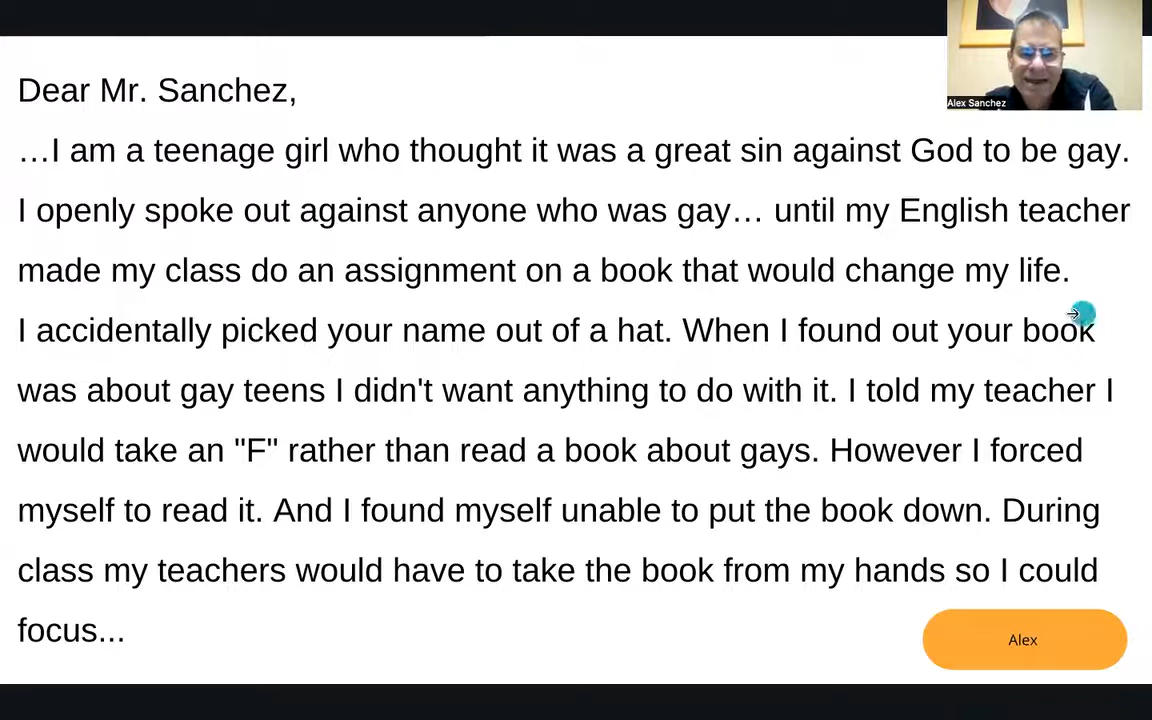 Dear Mr. Sanchez,
…I am a teenage girl who thought it was a great sin against God to be gay.
I openly spoke out against anyone who was gay… until my English teacher
made my class do an assignment on a book that would change my life.
I accidentally picked your name out of a hat. When I found out your book
was about gay teens I didn't want anything to do with it. I told my teacher I
would take an "F" rather than read a book about gays. However I forced
myself to read it. And I found myself unable to put the book down. During
class my teachers would have to take the book from my hands so I could
focus...
Alex Sanchez
Alex